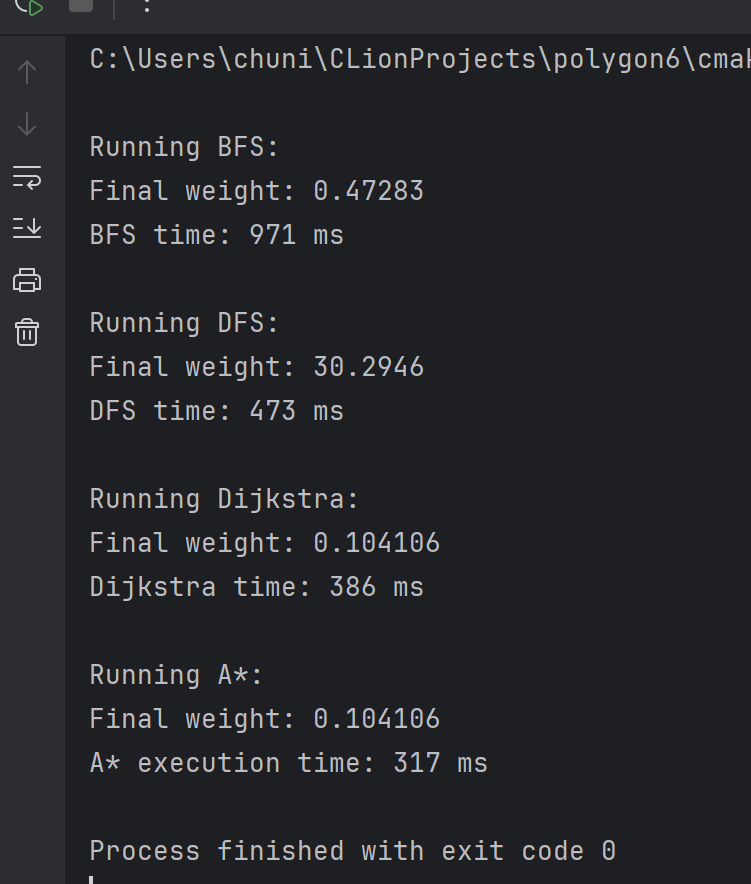 C:\Users\chuni\CLionProjects\polygon6\cmak
Running BFS:
Final weight: 0.47283
BFS time: 971 ms
Running DFS:
Final weight: 30.2946
DFS time: 473 ms
Running Dijkstra:
Final weight: 0.104106
Dijkstra time: 386 ms
Running A*:
Final weight: 0.104106
A* execution time: 317 ms
Process finished with exit code 0